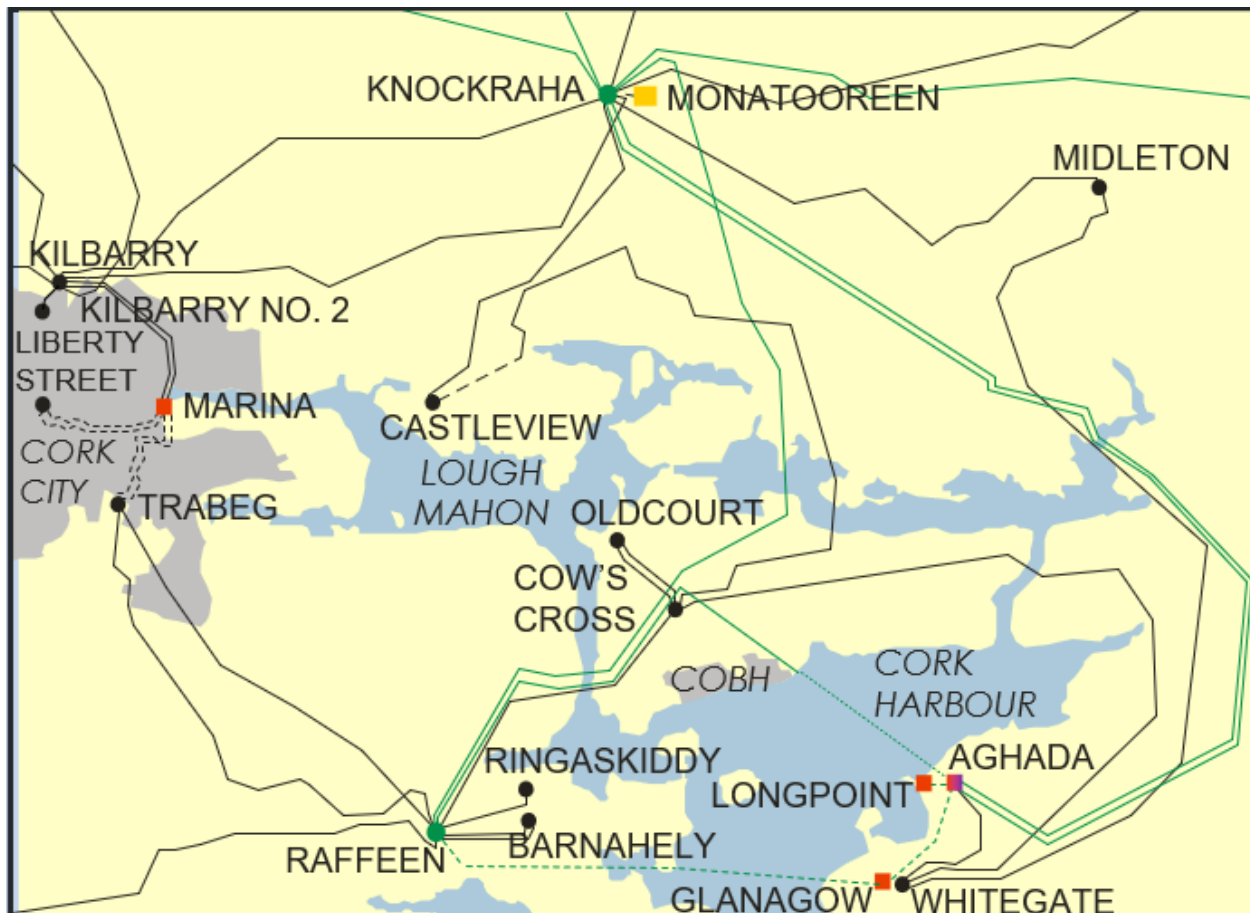 KNOCKRAHA
MONATOOREEN
MIDLETON
KILBARRY
KILBARRY NO. 2
LIBERTY
STREET
MARINA
CASTLEVIEW
CORK
CITY
LOUGH
MAHON
TRABEG
OLDCOURT
COW'S
CROSS
COBH
CORK
HARBOUR
RINGASKIDDY
AGHADA
LONGPOINT
RAFFEEN
BARNAHELY
GLANAGOW
WHITEGATE